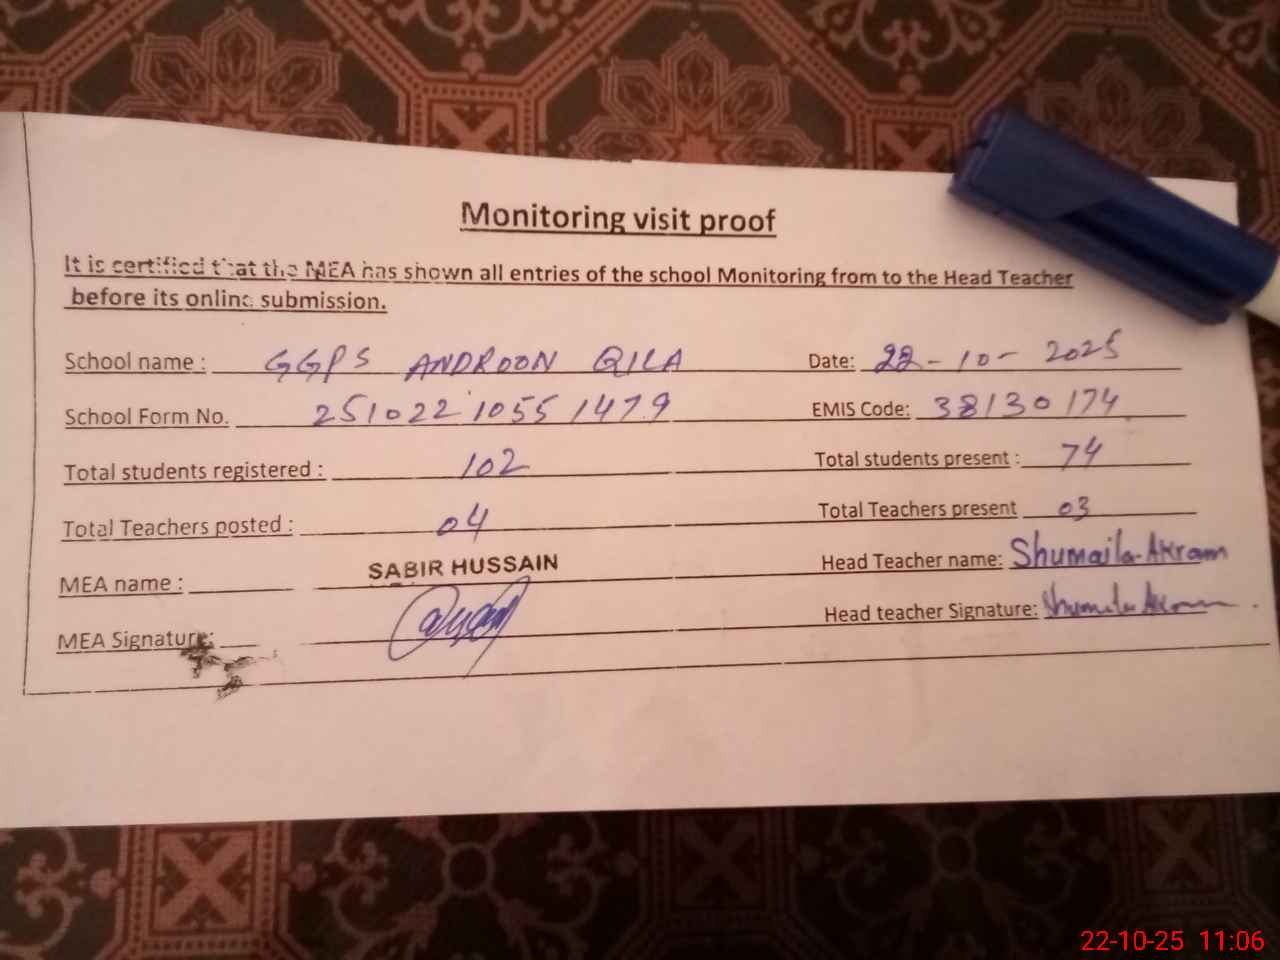 Monitoring visit proof
It is certified that the MEA has shown all entries of the school Monitoring from to the Head Teacher
before its online submission.
School name : GGPS ANDROON QILA Date: 22-10-2025
School Form No. 251022 1055 1479 EMIS Code: 38130174
Total students registered : 102 Total students present : 74
Total Teachers posted : 04 Total Teachers present 03
MEA name : SABIR HUSSAIN Head Teacher name: Shumaila Akram
MEA Signature: Head teacher Signature: Shumaila Akram
22-10-25 11:06